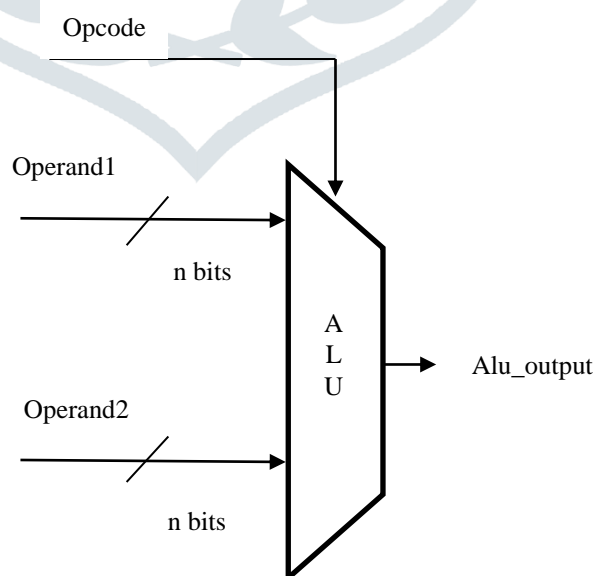 Opcode
Operand1
n bits
A
L
U
Alu_output
Operand2
n bits